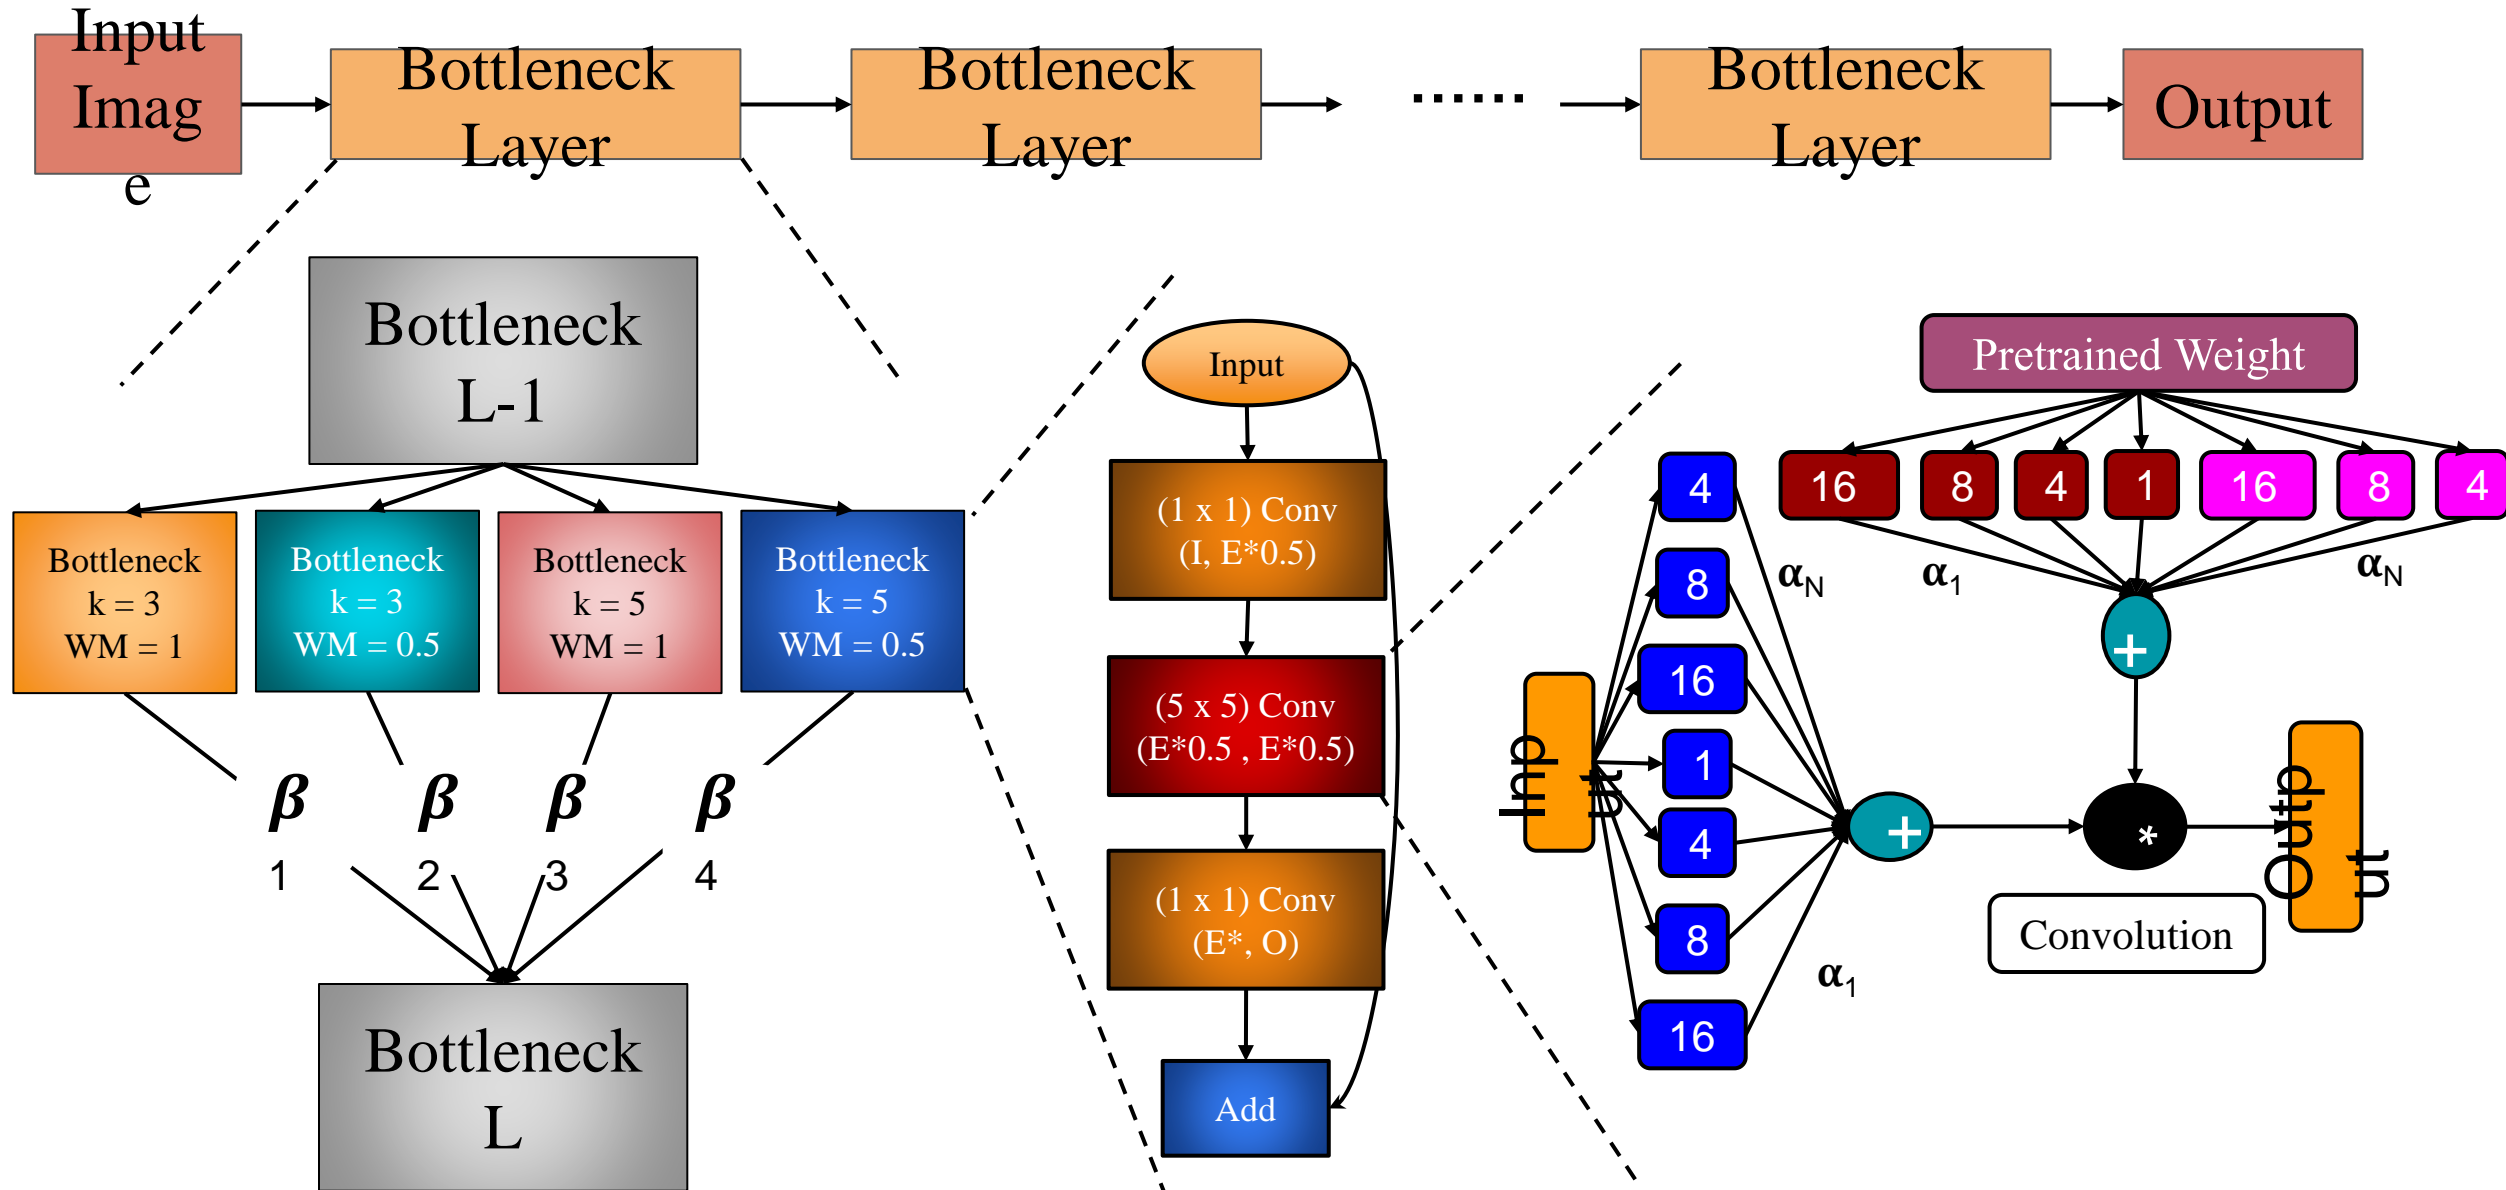 Input
Imag
e
Bottleneck
Layer
Bottleneck
Layer
......
Bottleneck
Layer
Output
Bottleneck
L-1
Bottleneck
k = 3
WM = 1
Bottleneck
k = 3
WM = 0.5
Bottleneck
k = 5
WM = 1
Bottleneck
k = 5
WM = 0.5
β
1
β
2
β
3
β
4
Bottleneck
L
Input
(1 x 1) Conv
(I, E*0.5)
(5 x 5) Conv
(E*0.5 , E*0.5)
(1 x 1) Conv
(E*, O)
Add
Pretrained Weight
16
8
4
1
16
8
4
α1
αN
+
Inp
ut
4
8
16
1
4
8
16
αN
α1
+
*
Convolution
Outp
ut